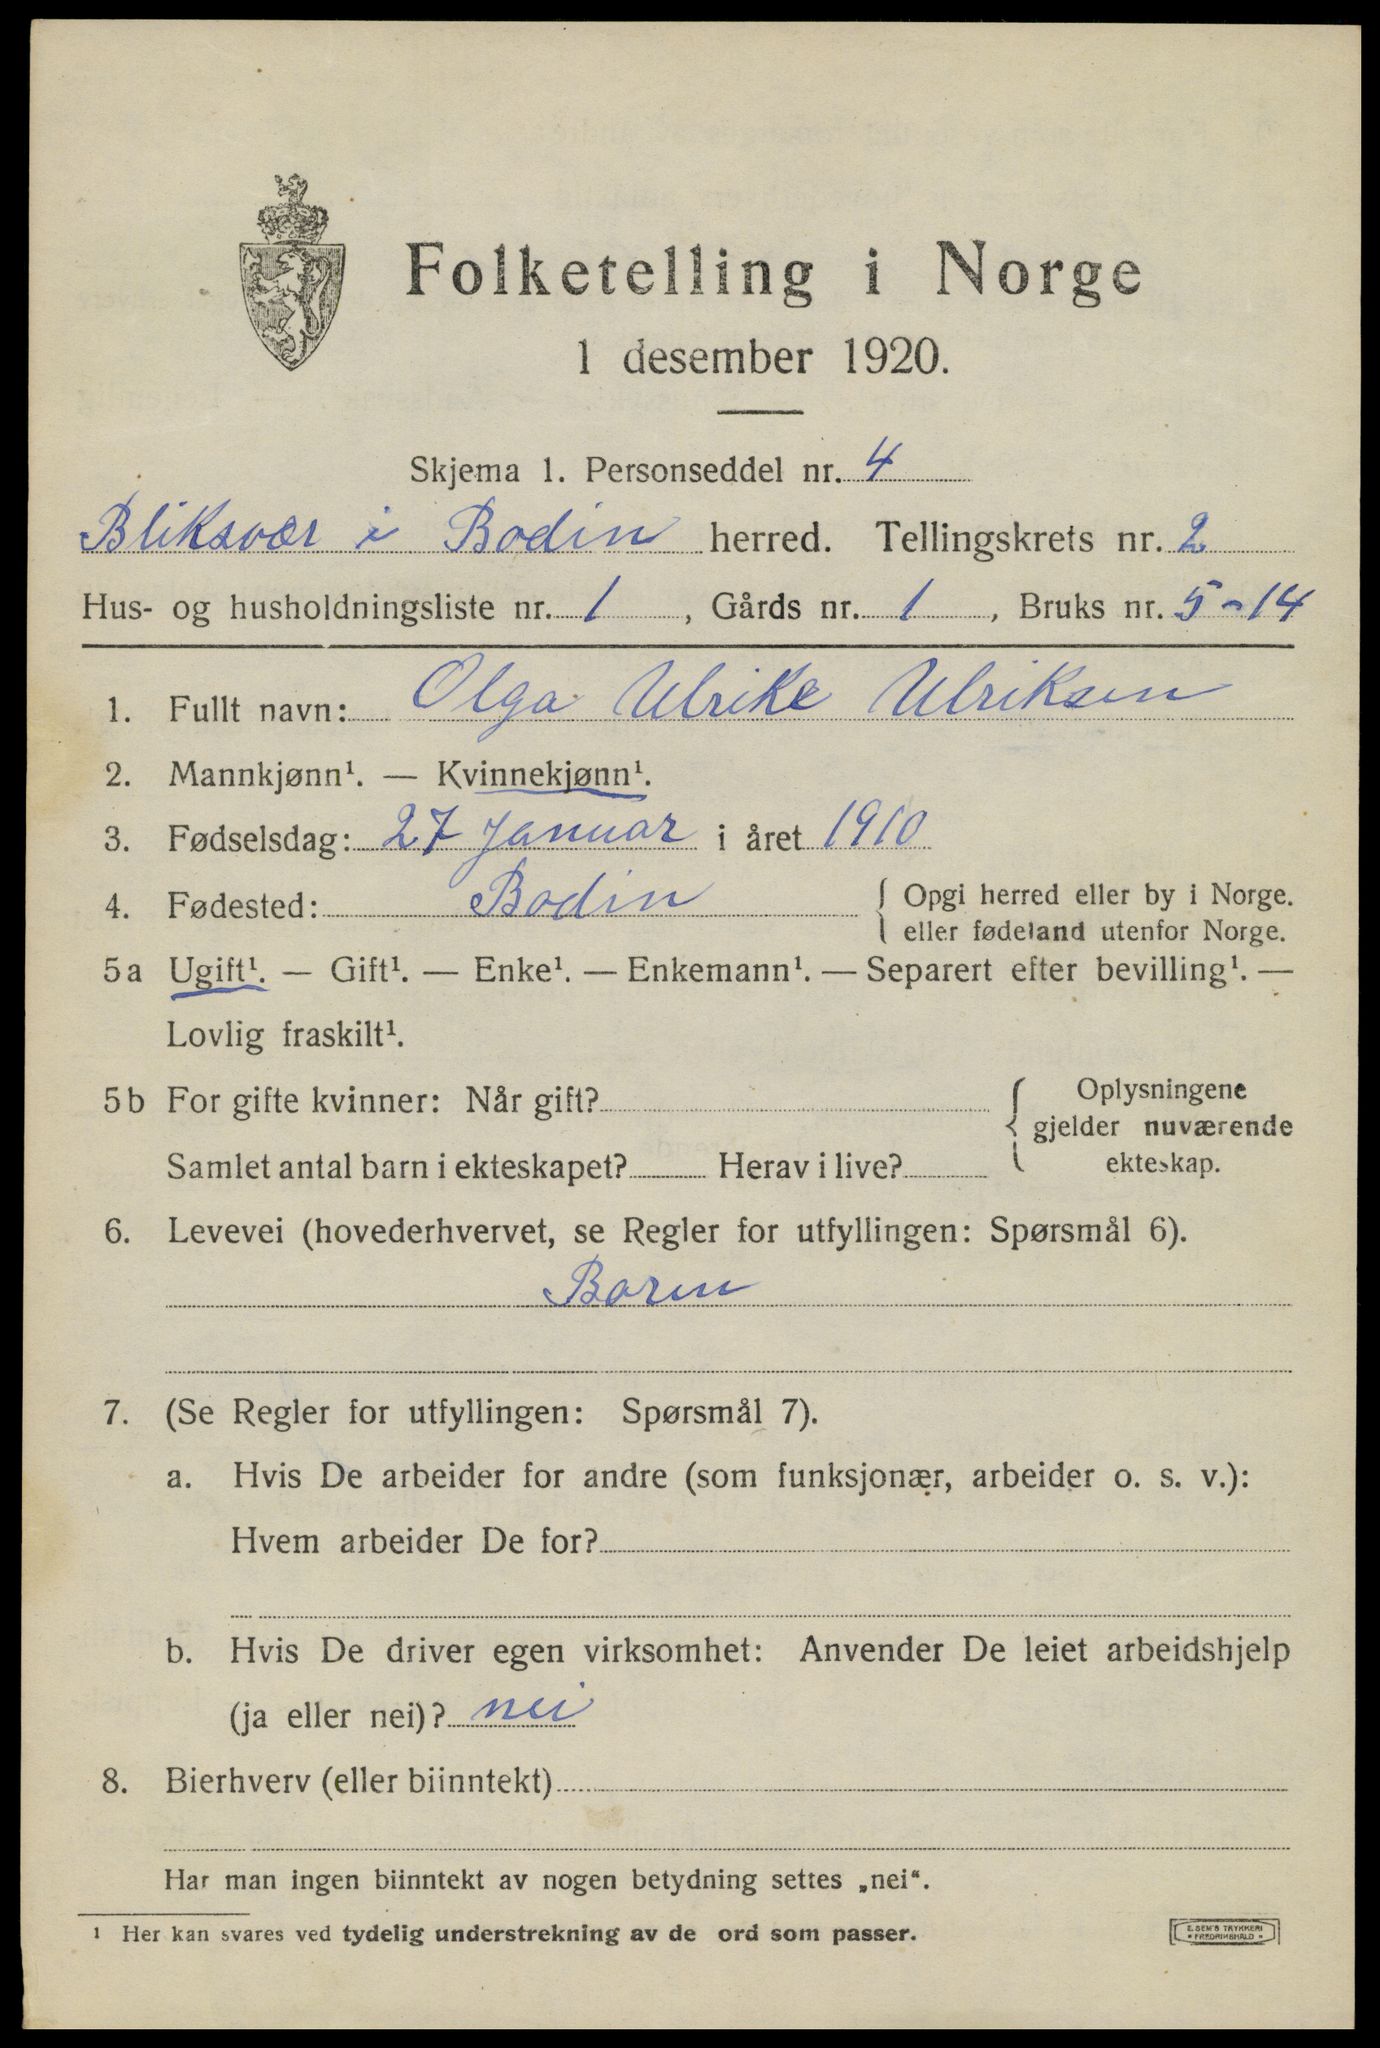 Folketelling i Norge
1 desember 1920.
Skjema 1. Personseddel nr. 4
Bliksvær i Bodin herred. Tellingskrets nr. 2
Hus- og husholdningsliste nr. 1, Gårds nr. 1, Bruks nr. 5-14
1. Fullt navn: Olga Ulrike Ulriksen
2. Mannkjønn¹. — Kvinnekjønn¹.
3. Fødselsdag: 27 Januar i året 1910
4. Fødested: Bodin { Opgi herred eller by i Norge.
eller fødeland utenfor Norge.
5a Ugift¹. — Gift¹. — Enke¹. — Enkemann¹. — Separert efter bevilling¹. —
Lovlig fraskilt¹.
5b For gifte kvinner: Når gift? { Oplysningene
gjelder nuværende
Samlet antal barn i ekteskapet? Herav i live? ekteskap.
6. Levevei (hovederhvervet, se Regler for utfyllingen: Spørsmål 6).
Barn
7. (Se Regler for utfyllingen: Spørsmål 7).
a. Hvis De arbeider for andre (som funksjonær, arbeider o. s. v.):
Hvem arbeider De for?
b. Hvis De driver egen virksomhet: Anvender De leiet arbeidshjelp
(ja eller nei)? nei
8. Bierhverv (eller biinntekt)
Har man ingen biinntekt av nogen betydning settes „nei“.
1 Her kan svares ved tydelig understrekning av de ord som passer.
E. SEM'S TRYKKERI
* FREDRIKSHALD *